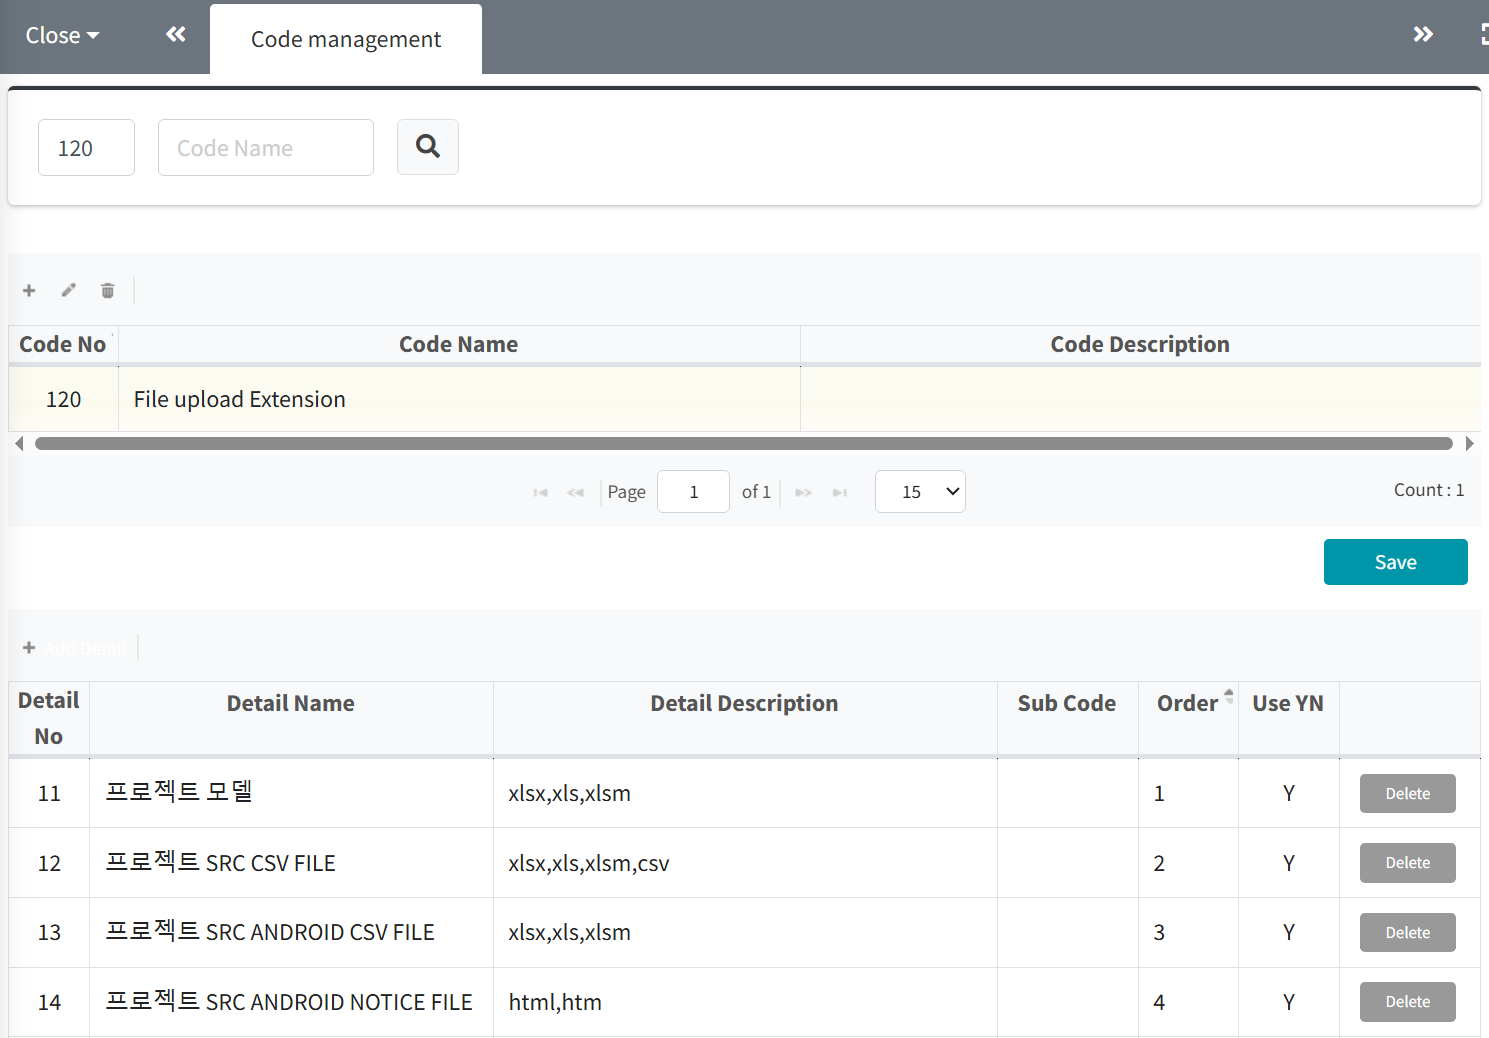 Close
Code management
120
Code Name
Code No
Code Name
Code Description
120
File upload Extension
Page
1
of 1
15
Count : 1
Save
Add Detail
Detail No
Detail Name
Detail Description
Sub Code
Order
Use YN
11
프로젝트 모델
xlsx,xls,xlsm
1
Y
Delete
12
프로젝트 SRC CSV FILE
xlsx,xls,xlsm,csv
2
Y
Delete
13
프로젝트 SRC ANDROID CSV FILE
xlsx,xls,xlsm
3
Y
Delete
14
프로젝트 SRC ANDROID NOTICE FILE
html,htm
4
Y
Delete